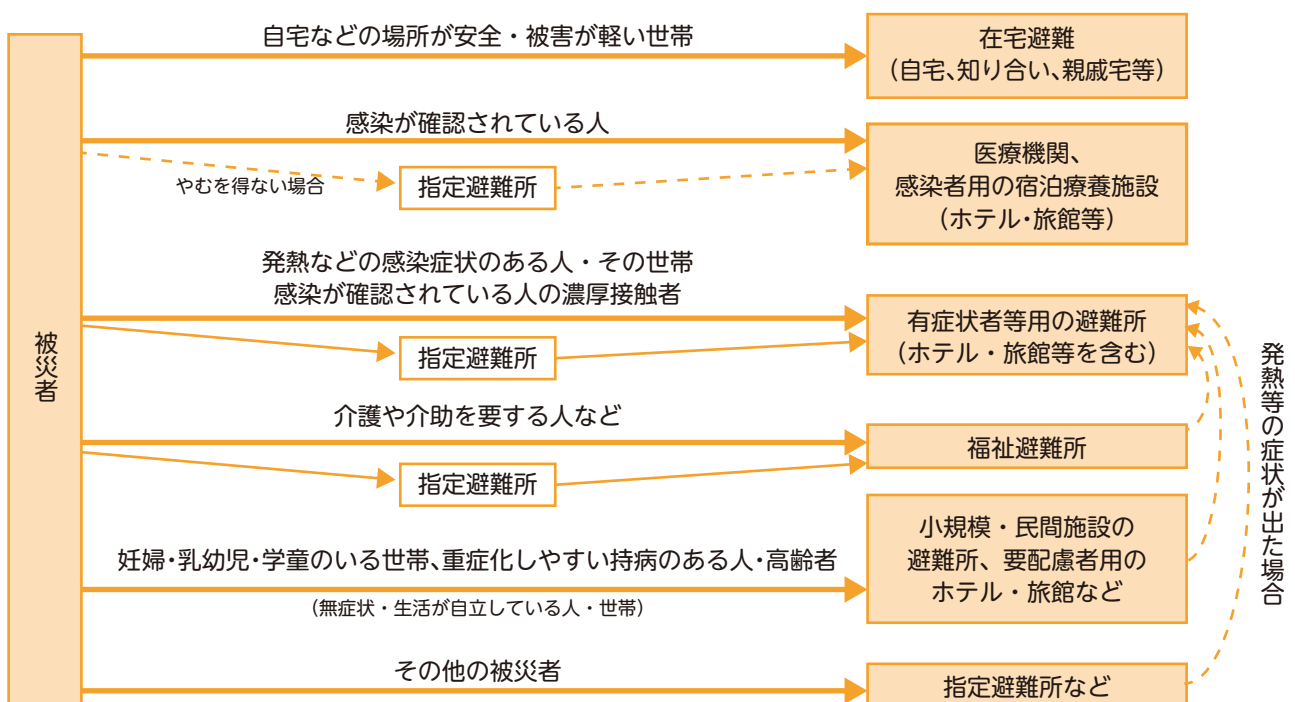 被災者
自宅などの場所が安全・被害が軽い世帯
在宅避難
(自宅、知り合い、親戚宅等)
感染が確認されている人
やむを得ない場合
指定避難所
医療機関、
感染者用の宿泊療養施設
(ホテル・旅館等)
発熱などの感染症状のある人・その世帯
感染が確認されている人の濃厚接触者
指定避難所
有症状者等用の避難所
(ホテル・旅館等を含む)
介護や介助を要する人など
指定避難所
福祉避難所
妊婦・乳幼児・学童のいる世帯、重症化しやすい持病のある人・高齢者
(無症状・生活が自立している人・世帯)
小規模・民間施設の
避難所、要配慮者用の
ホテル・旅館など
その他の被災者
指定避難所など
発熱等の症状が出た場合